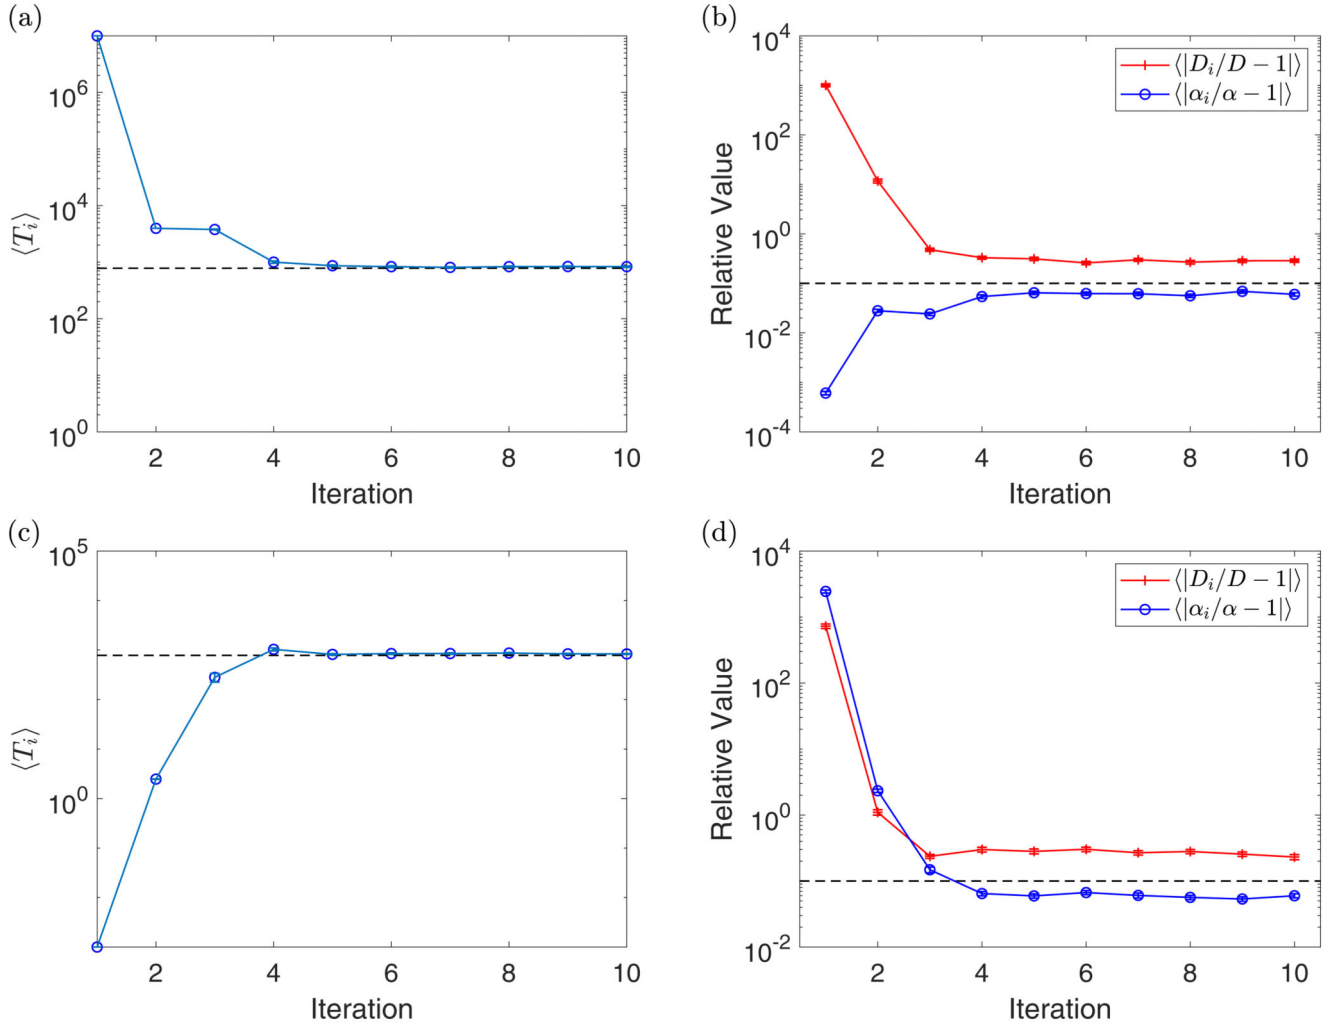 (a)
10^6
10^4
10^2
10^0
⟨T_i⟩
2 4 6 8 10
Iteration
(b)
10^4
10^2
10^0
10^-2
10^-4
Relative Value
⟨|D_i/D − 1|⟩
⟨|α_i/α − 1|⟩
2 4 6 8 10
Iteration
(c)
10^5
10^0
⟨T_i⟩
2 4 6 8 10
Iteration
(d)
10^4
10^2
10^0
10^-2
Relative Value
⟨|D_i/D − 1|⟩
⟨|α_i/α − 1|⟩
2 4 6 8 10
Iteration